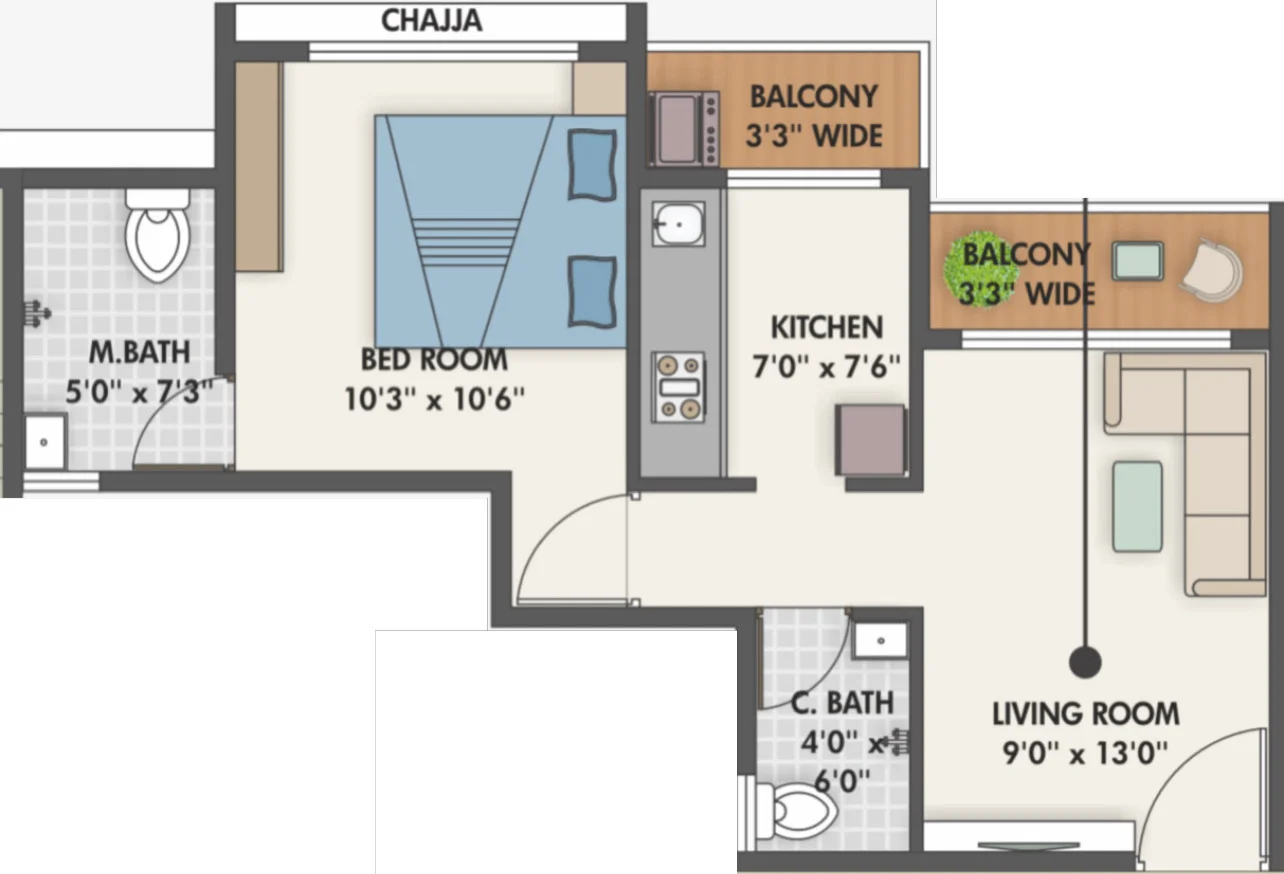 CHAJJA
BALCONY
3'3" WIDE
BALCONY
3'3" WIDE
KITCHEN
7'0" x 7'6"
M.BATH
5'0" x 7'3"
BED ROOM
10'3" x 10'6"
C. BATH
4'0" x
6'0"
LIVING ROOM
9'0" x 13'0"